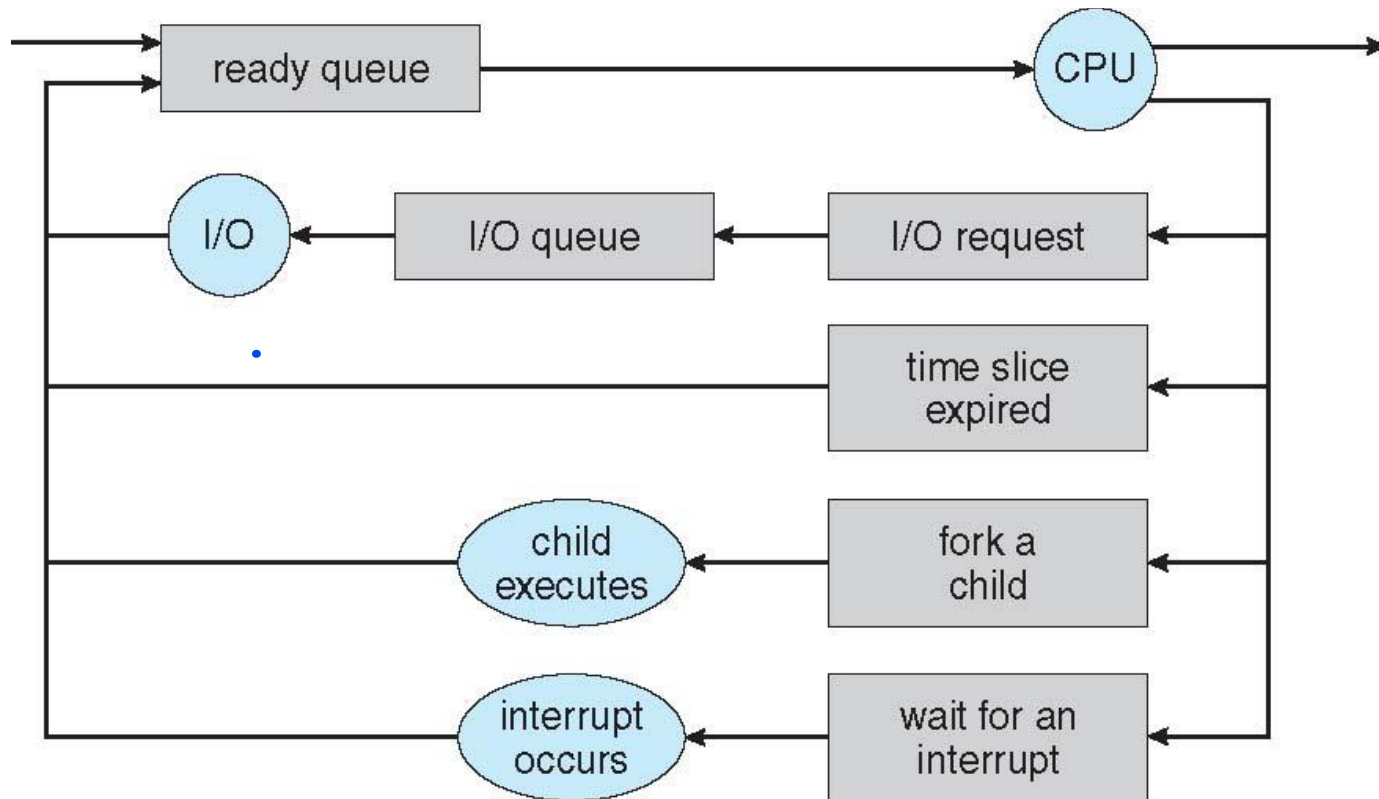 ready queue
CPU
I/O
I/O queue
I/O request
time slice
expired
child
executes
fork a
child
interrupt
occurs
wait for an
interrupt